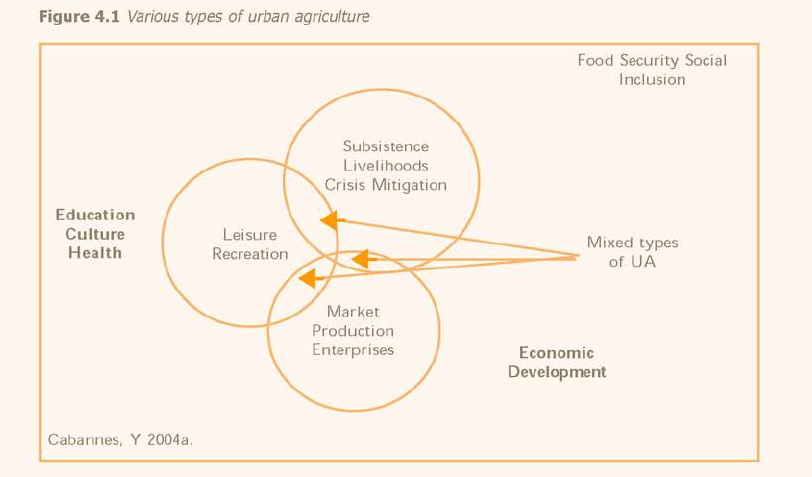 Figure 4.1 Various types of urban agriculture
Food Security Social
Inclusion
Subsistence
Livelihoods
Crisis Mitigation
Education
Culture
Health
Leisure
Recreation
Mixed types
of UA
Market
Production
Enterprises
Economic
Development
Cabannes, Y 2004a.